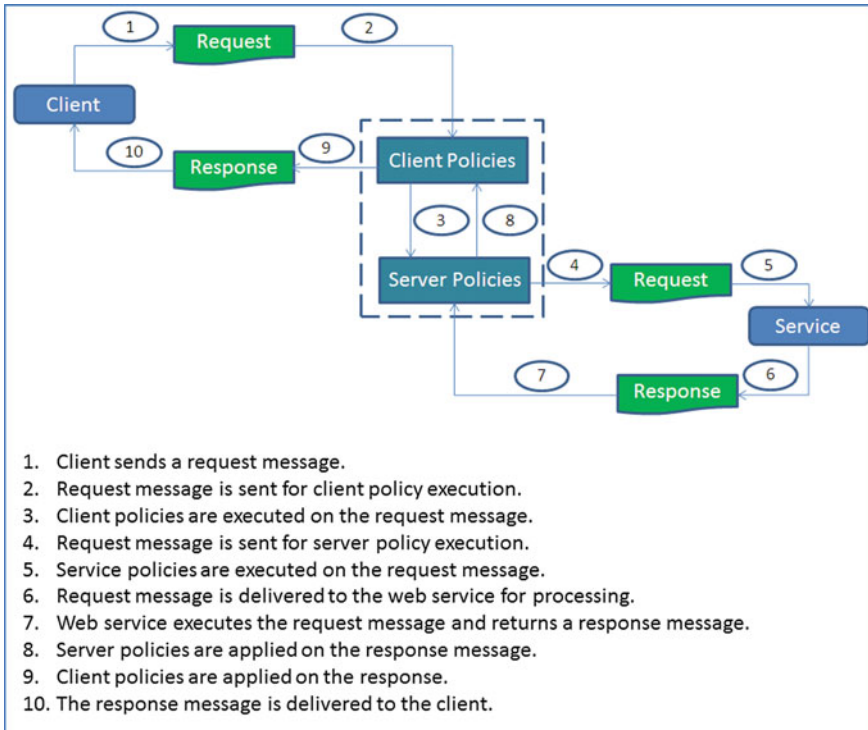 1
Request
2
Client
10
Response
9
Client Policies
3
8
Server Policies
4
Request
5
Service
7
Response
6
1. Client sends a request message.
2. Request message is sent for client policy execution.
3. Client policies are executed on the request message.
4. Request message is sent for server policy execution.
5. Service policies are executed on the request message.
6. Request message is delivered to the web service for processing.
7. Web service executes the request message and returns a response message.
8. Server policies are applied on the response message.
9. Client policies are applied on the response.
10. The response message is delivered to the client.